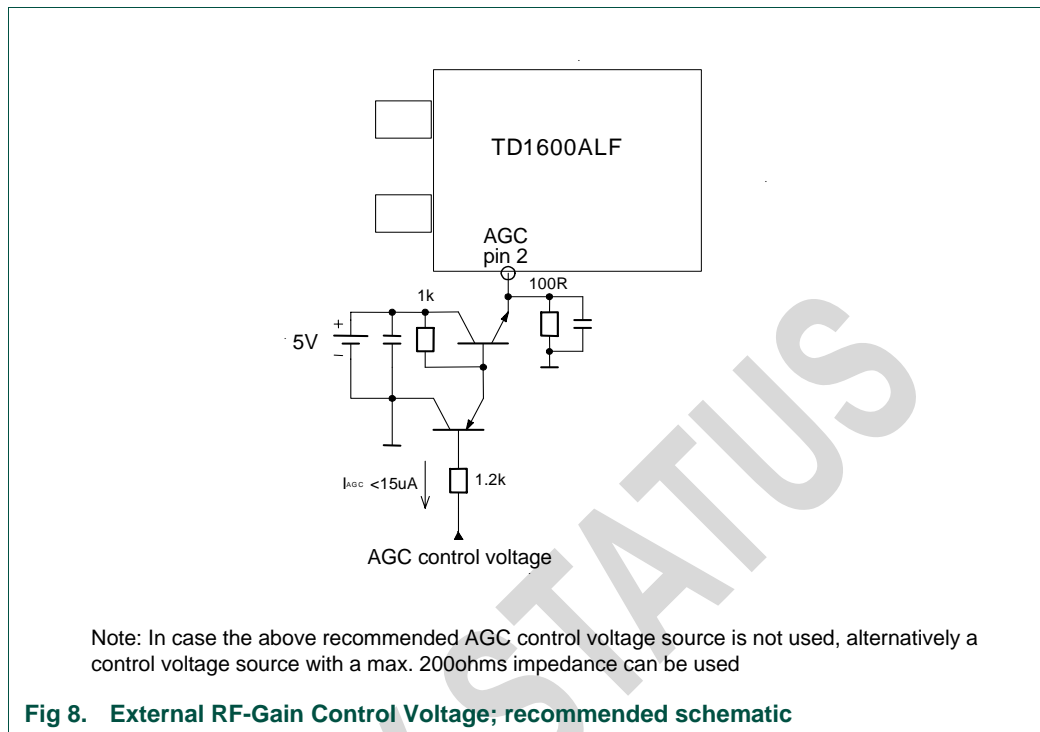 TD1600ALF
AGC
pin 2
100R
1k
+
5V
–
IAGC <15uA
1.2k
AGC control voltage
Note: In case the above recommended AGC control voltage source is not used, alternatively a
control voltage source with a max. 200ohms impedance can be used
Fig 8. External RF-Gain Control Voltage; recommended schematic
STATUS